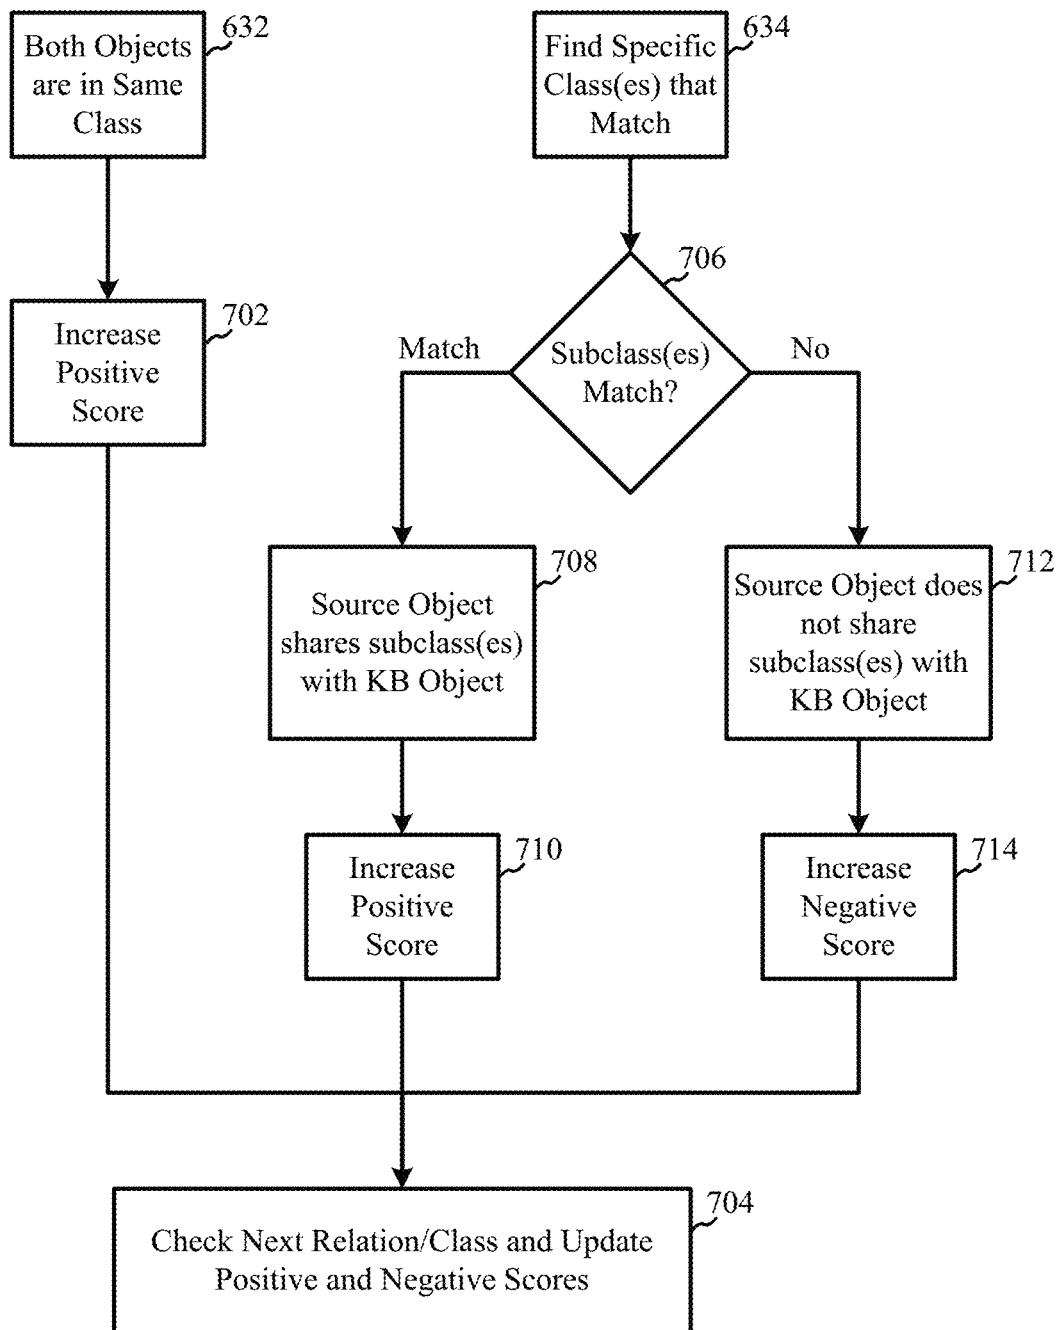 632
Both Objects
are in Same
Class
634
Find Specific
Class(es) that
Match
702
Increase
Positive
Score
706
Subclass(es)
Match?
Match
No
708
Source Object
shares subclass(es)
with KB Object
712
Source Object does
not share
subclass(es) with
KB Object
710
Increase
Positive
Score
714
Increase
Negative
Score
704
Check Next Relation/Class and Update
Positive and Negative Scores